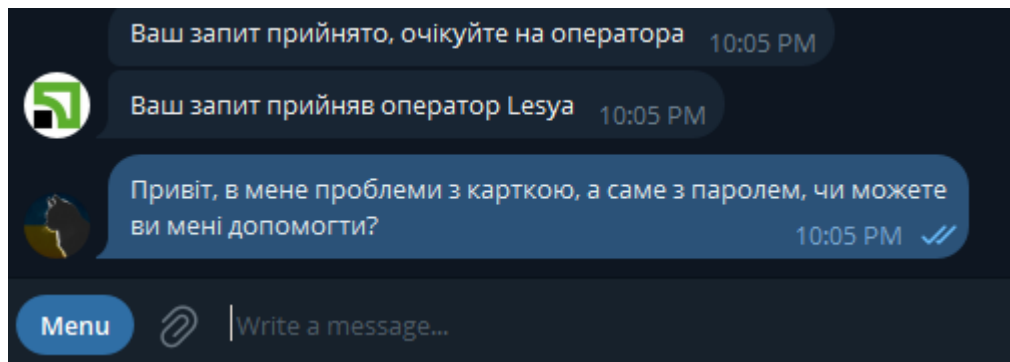 Ваш запит прийнято, очікуйте на оператора 10:05 PM
Ваш запит прийняв оператор Lesya 10:05 PM
Привіт, в мене проблеми з карткою, а саме з паролем, чи можете
ви мені допомогти? 10:05 PM
Menu Write a message...